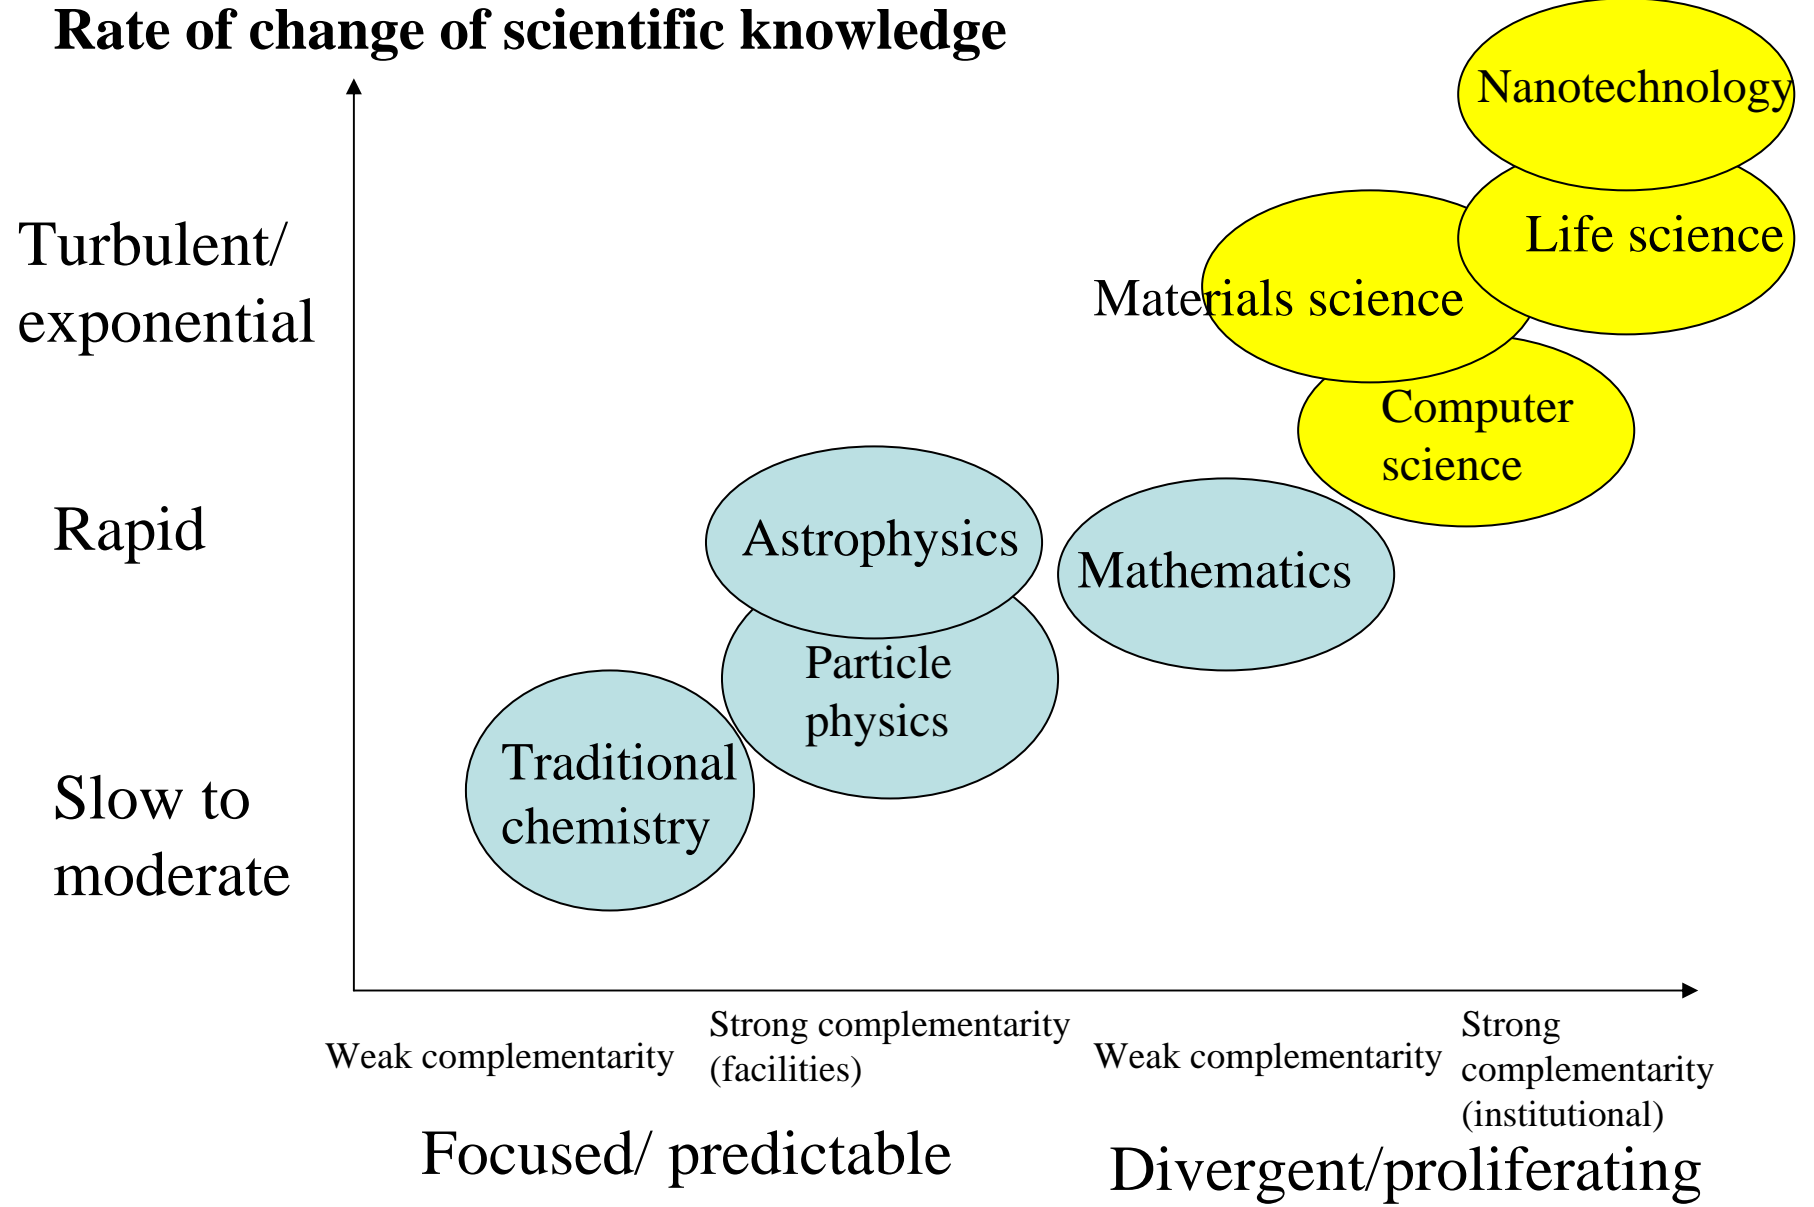 Rate of change of scientific knowledge
Nanotechnology
Turbulent/
exponential
Life science
Materials science
Computer
science
Rapid
Astrophysics
Mathematics
Particle
physics
Slow to
moderate
Traditional
chemistry
Weak complementarity
Strong complementarity
(facilities)
Weak complementarity
Strong
complementarity
(institutional)
Focused/ predictable
Divergent/proliferating